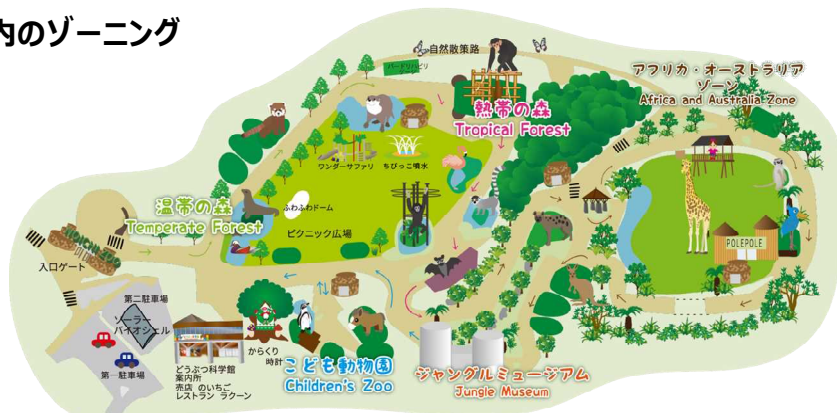 内のゾーニング
自然散策路
バードリハビリ
アフリカ・オーストラリア
ゾーン
Africa and Australia Zone
熱帯の森
Tropical Forest
ワンダーサファリ
ちびっこ噴水
温帯の森
Temperate Forest
ふわふわドーム
ピクニック広場
POLEPOLE
入口ゲート
第二駐車場
ソーラー
バイオシェル
第一駐車場
からくり
時計
どうぶつ科学館
案内所
売店 のいちご
レストラン ラクーン
こども動物園
Children's Zoo
ジャングルミュージアム
Jungle Museum